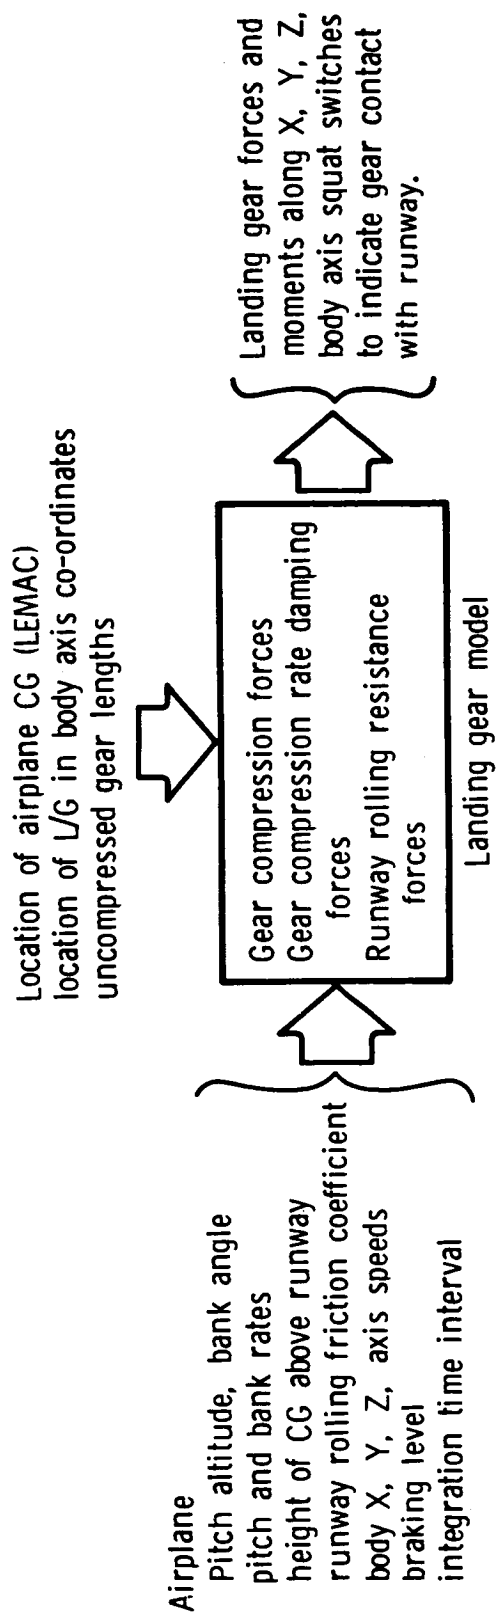 Location of airplane CG (LEMAC)
location of L/G in body axis co-ordinates
uncompressed gear lengths
Airplane
Pitch altitude, bank angle
pitch and bank rates
height of CG above runway
runway rolling friction coefficient
body X, Y, Z, axis speeds
braking level
integration time interval
Gear compression forces
Gear compression rate damping
forces
Runway rolling resistance
forces
Landing gear model
Landing gear forces and
moments along X, Y, Z,
body axis squat switches
to indicate gear contact
with runway.